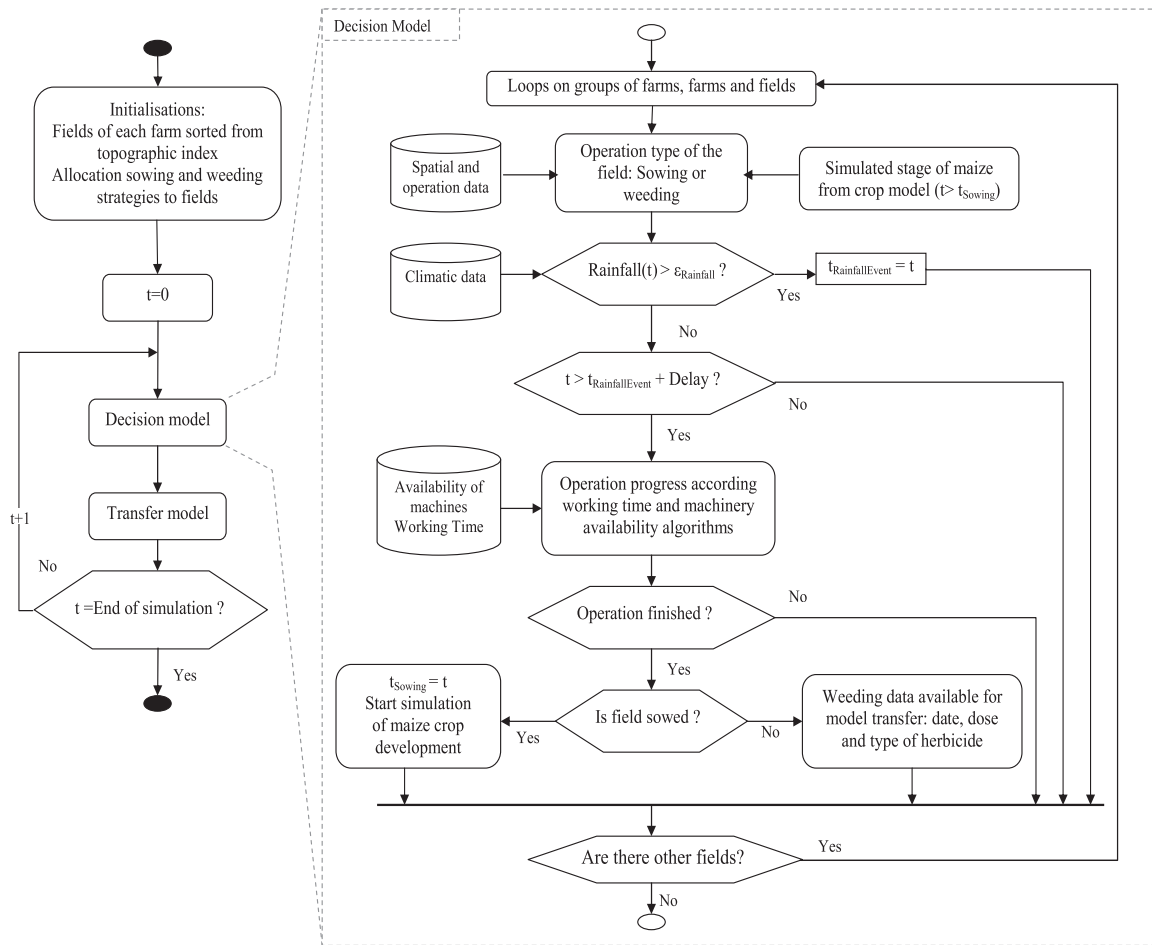 Decision Model
Initialisations:
Fields of each farm sorted from
topographic index
Allocation sowing and weeding
strategies to fields
t=0
Decision model
Transfer model
t+1
No
t =End of simulation ?
Yes
Loops on groups of farms, farms and fields
Spatial and
operation data
Operation type of the
field: Sowing or
weeding
Simulated stage of maize
from crop model (t> tSowing)
Climatic data
Rainfall(t) > εRainfall ?
Yes
tRainfallEvent = t
No
t > tRainfallEvent + Delay ?
No
Yes
Availability of
machines
Working Time
Operation progress according
working time and machinery
availability algorithms
Operation finished ?
No
Yes
tSowing = t
Start simulation
of maize crop
development
Yes
Is field sowed ?
No
Weeding data available for
model transfer: date, dose
and type of herbicide
Are there other fields?
Yes
No